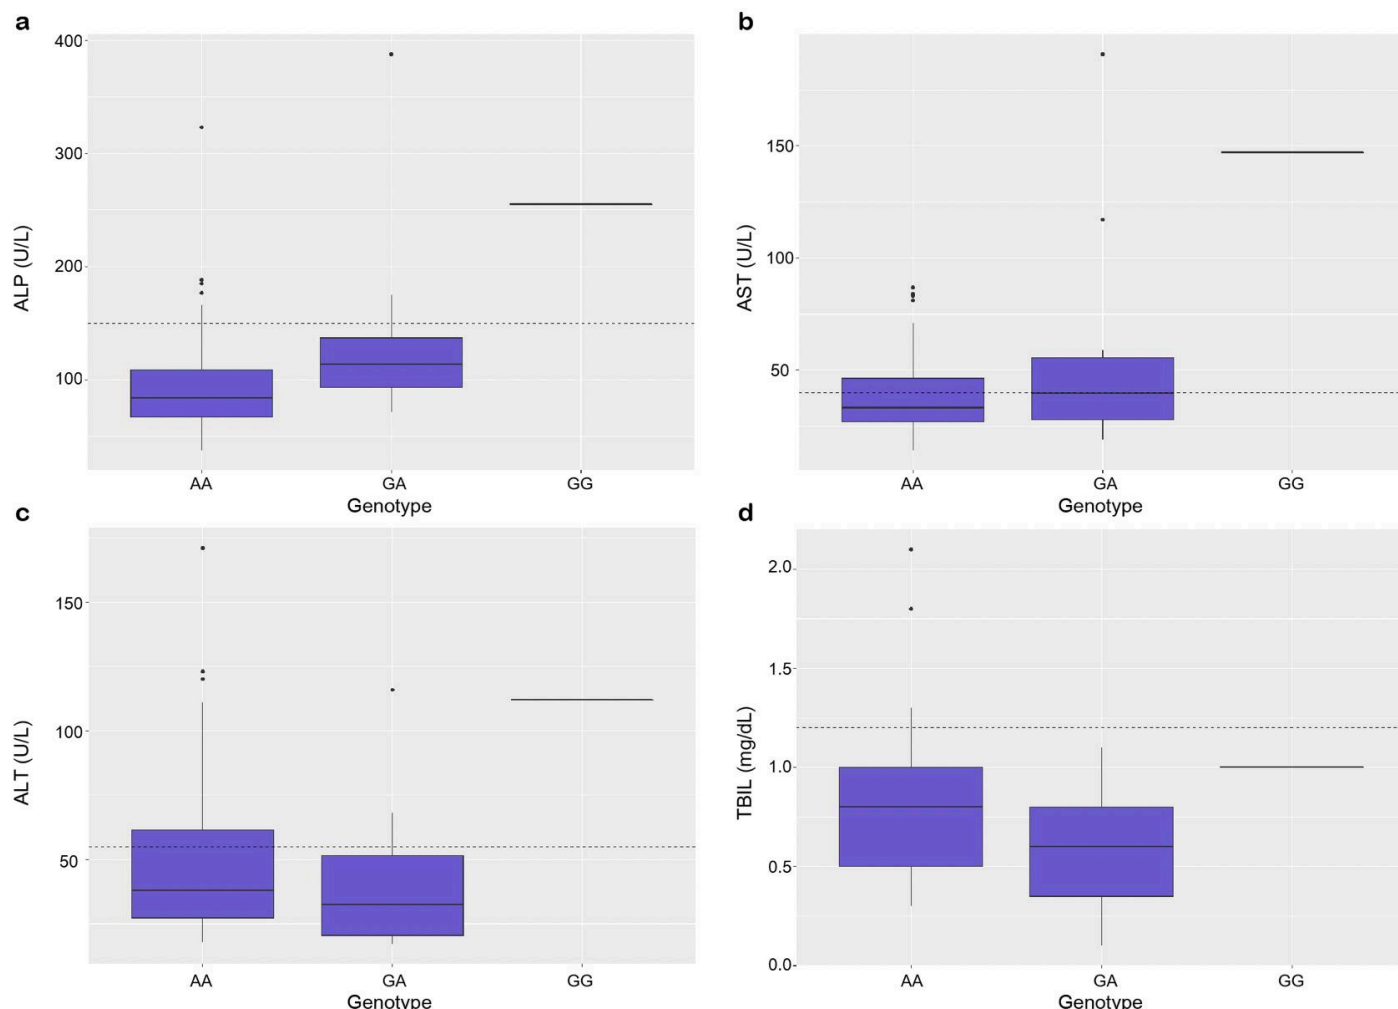 a
400
300
200
100
ALP (U/L)
AA GA GG
Genotype
b
150
100
50
AST (U/L)
AA GA GG
Genotype
c
150
100
50
ALT (U/L)
AA GA GG
Genotype
d
2.0
1.5
1.0
0.5
0.0
TBIL (mg/dL)
AA GA GG
Genotype